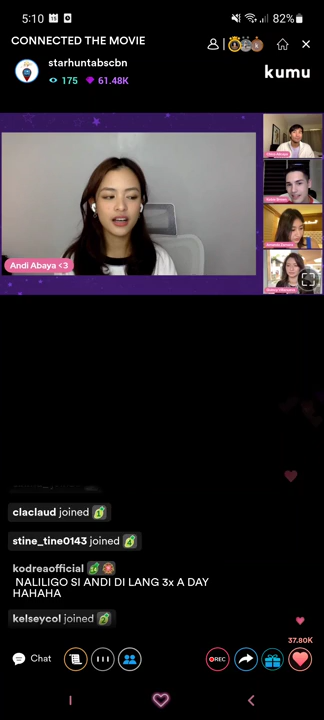 5:10
82%
CONNECTED THE MOVIE
starhuntabscbn
175
61.48K
kumu
Andi Abaya <3
claclaud joined
stine_tine0143 joined
kodreaofficial
NALILIGO SI ANDI DI LANG 3x A DAY
HAHAHA
kelseycol joined
37.80K
Chat
REC